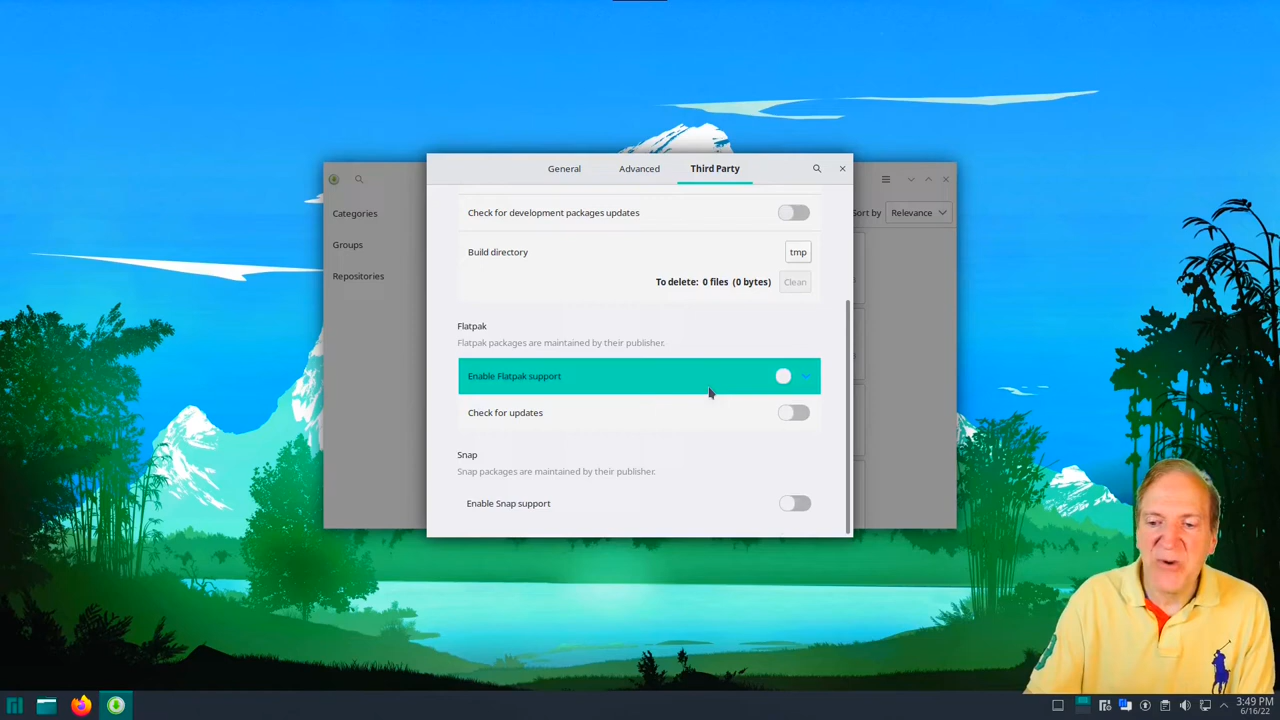 General
Advanced
Third Party
Categories
Groups
Repositories
Sort by
Relevance
Check for development packages updates
Build directory
tmp
To delete: 0 files (0 bytes)
Clean
Flatpak
Flatpak packages are maintained by their publisher.
Enable Flatpak support
Check for updates
Snap
Snap packages are maintained by their publisher.
Enable Snap support
3:49 PM
6/16/22